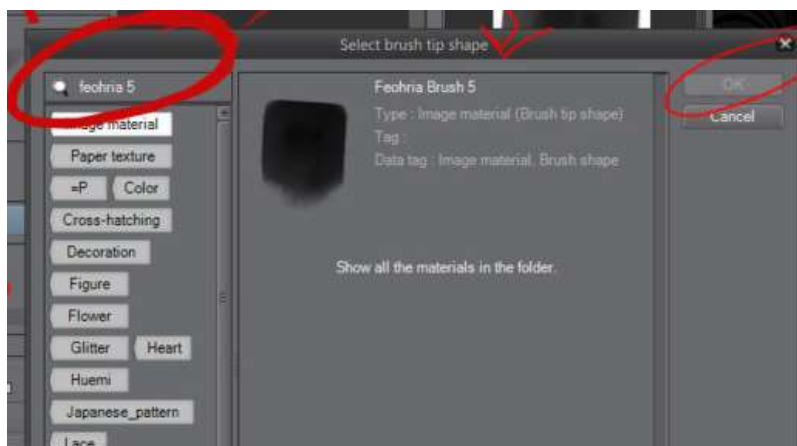 Select brush tip shape
feohria 5
Image material
Paper texture
=P
Color
Cross-hatching
Decoration
Figure
Flower
Glitter
Heart
Huemi
Japanese_pattern
Lace
Feohria Brush 5
Type : Image material (Brush tip shape)
Tag :
Data tag : Image material. Brush shape
Show all the materials in the folder.
OK
Cancel